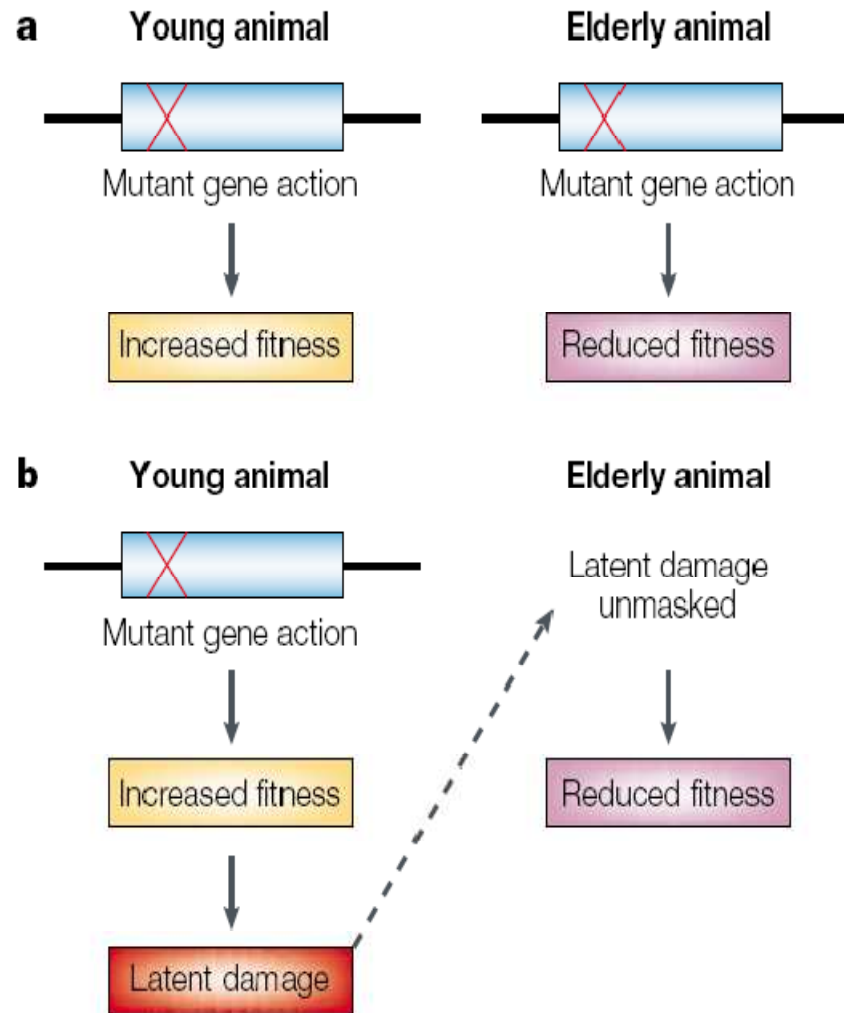 a
Young animal
Elderly animal
Mutant gene action
Mutant gene action
Increased fitness
Reduced fitness
b
Young animal
Elderly animal
Latent damage
unmasked
Mutant gene action
Increased fitness
Reduced fitness
Latent damage